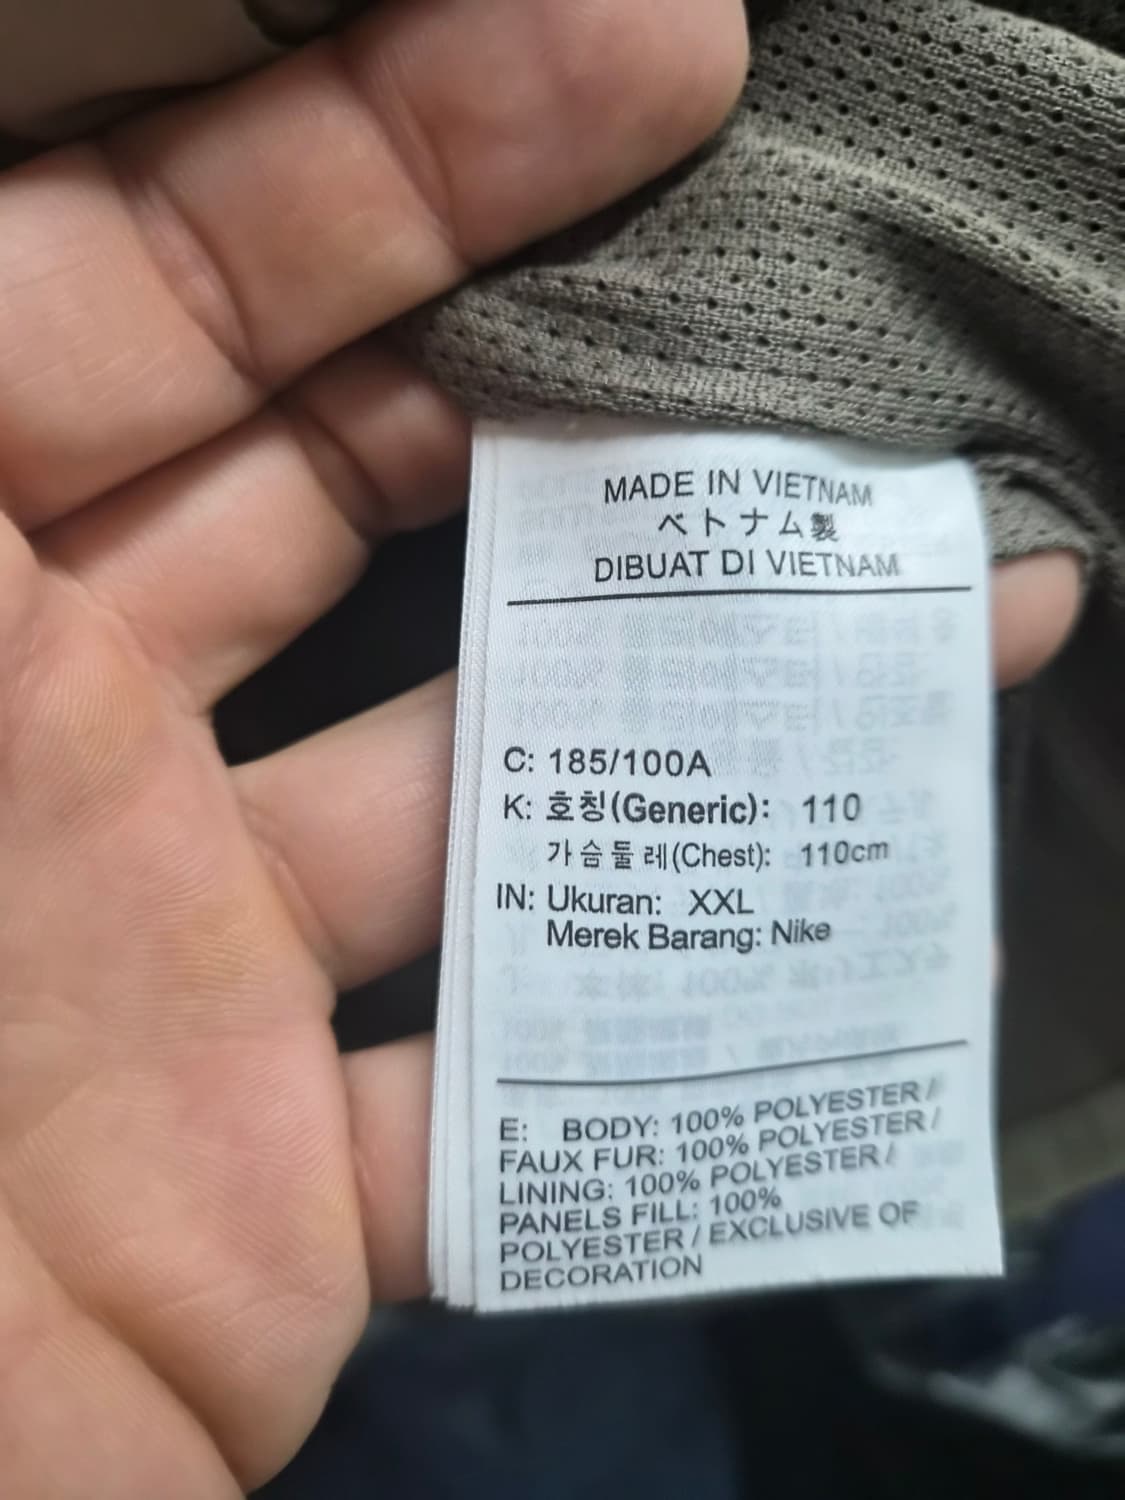 MADE IN VIETNAM
ベトナム製
DIBUAT DI VIETNAM
C: 185/100A
K: 호칭(Generic): 110
가슴둘레(Chest): 110cm
IN: Ukuran: XXL
Merek Barang: Nike
E: BODY: 100% POLYESTER /
FAUX FUR: 100% POLYESTER /
LINING: 100% POLYESTER /
PANELS FILL: 100%
POLYESTER / EXCLUSIVE OF
DECORATION